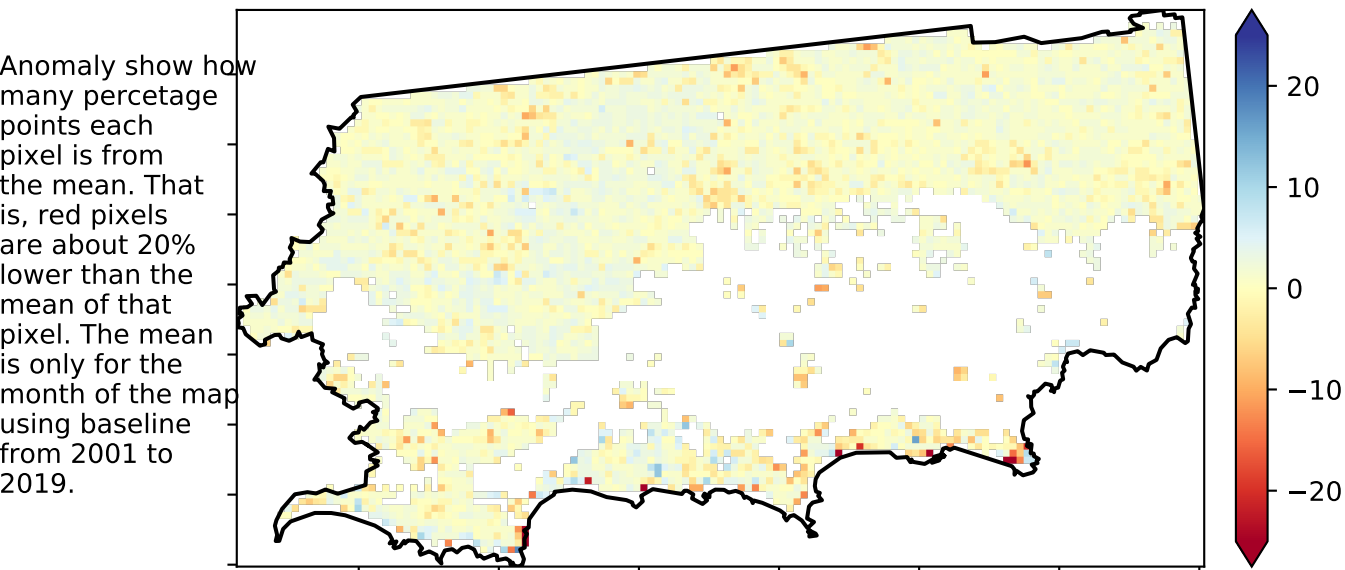 Anomaly show how
many percetage
points each
pixel is from
the mean. That
is, red pixels
are about 20%
lower than the
mean of that
pixel. The mean
is only for the
month of the map
using baseline
from 2001 to
2019.
20
10
0
−10
−20